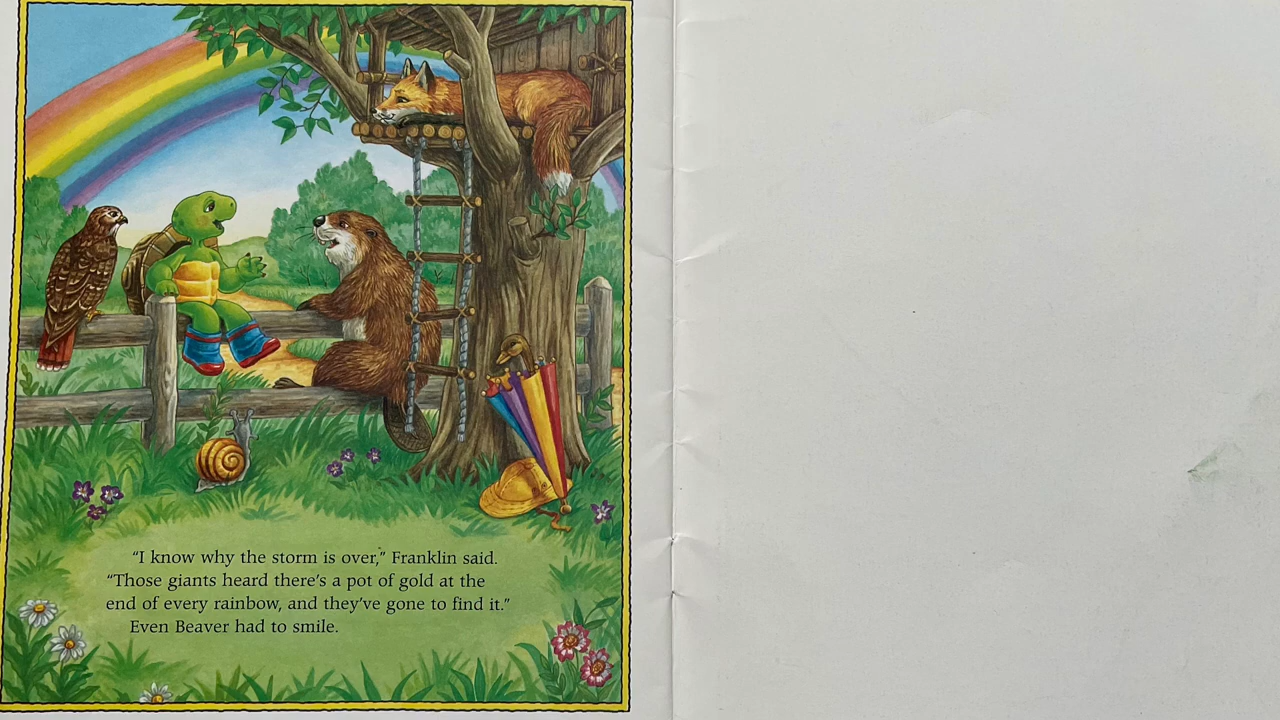 “I know why the storm is over,” Franklin said.
“Those giants heard there’s a pot of gold at the
end of every rainbow, and they’ve gone to find it.”
Even Beaver had to smile.